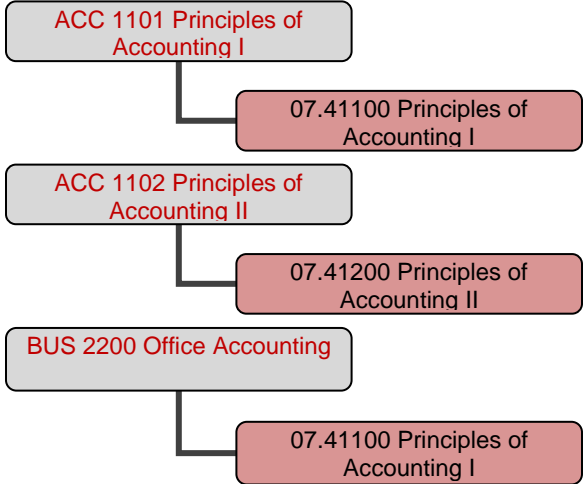 ACC 1101 Principles of
Accounting I
07.41100 Principles of
Accounting I
ACC 1102 Principles of
Accounting II
07.41200 Principles of
Accounting II
BUS 2200 Office Accounting
07.41100 Principles of
Accounting I